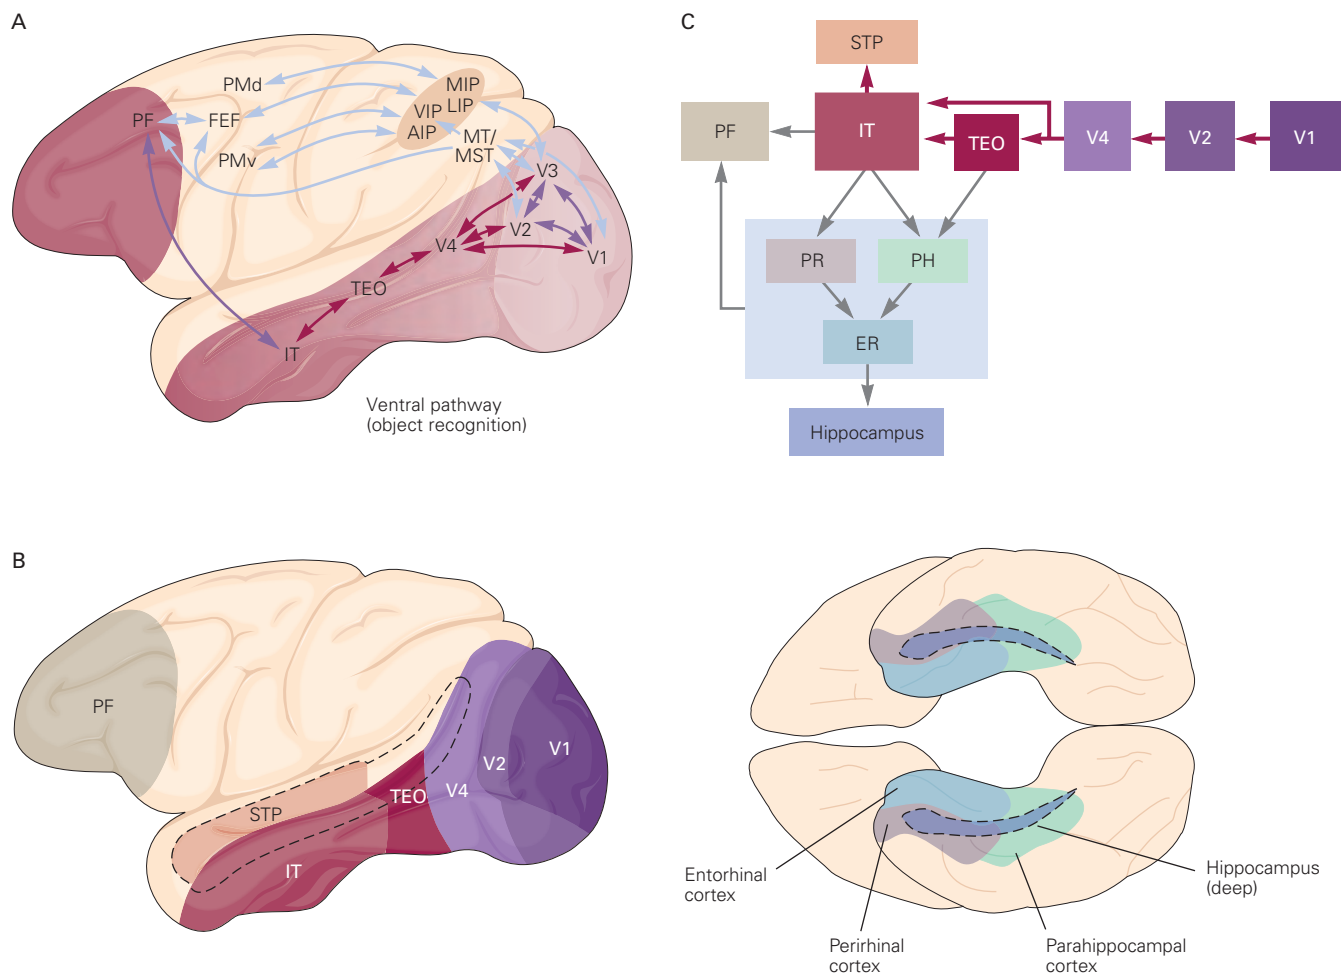 A
PMd
MIP
VIP LIP
AIP
PF
FEF
PMv
MT/
MST
V3
V2
V4
V1
TEO
IT
Ventral pathway
(object recognition)
C
STP
PF
IT
TEO
V4
V2
V1
PR
PH
ER
Hippocampus
B
PF
STP
TEO
V4
V2
V1
IT
Entorhinal
cortex
Perirhinal
cortex
Parahippocampal
cortex
Hippocampus
(deep)